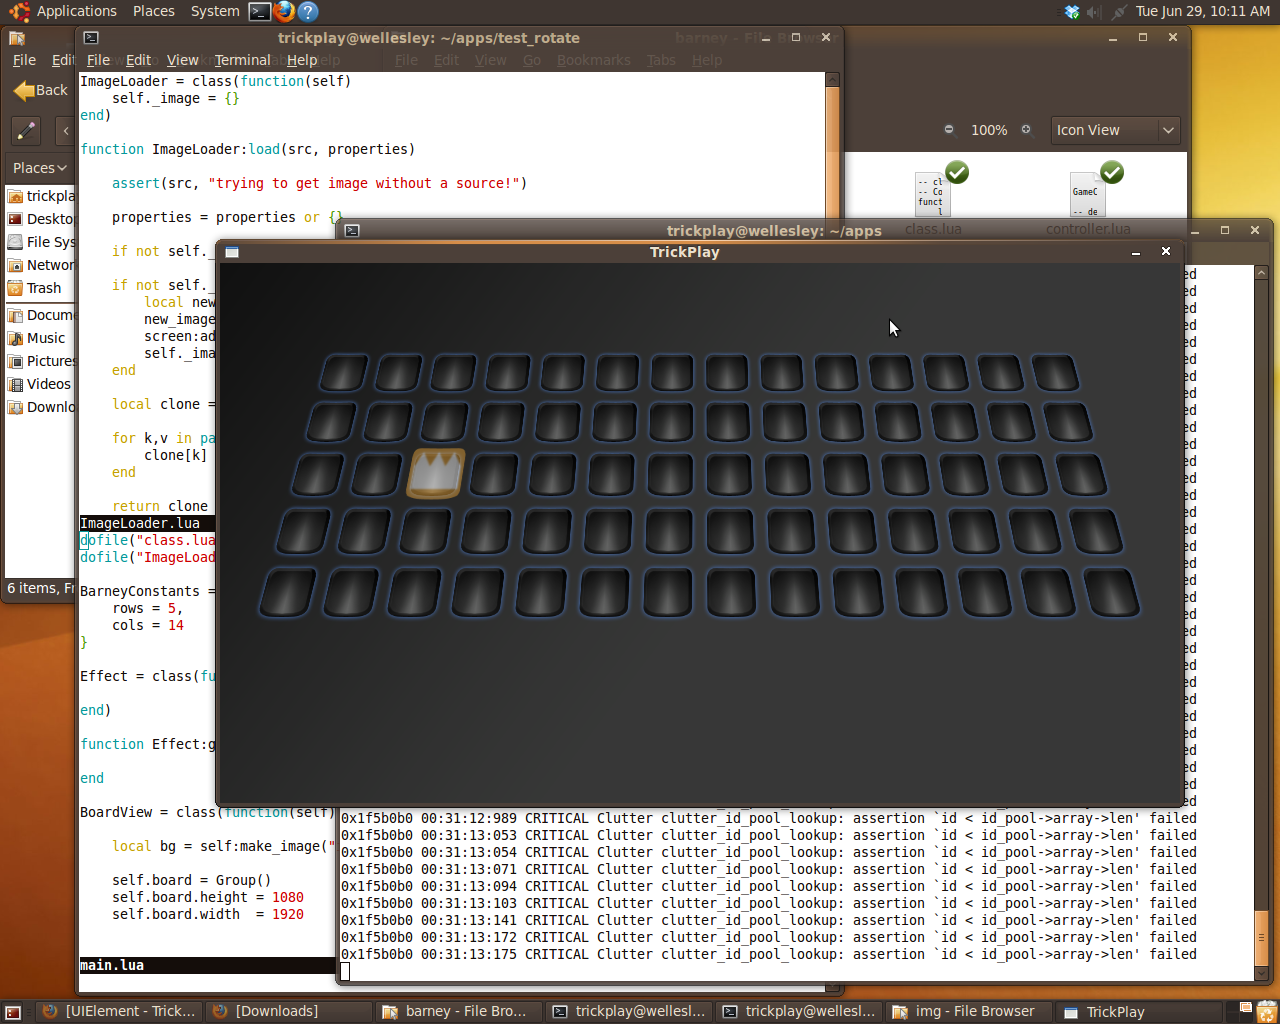 Applications Places System
Tue Jun 29, 10:11 AM
trickplay@wellesley: ~/apps/test_rotate
barney - File Browser
File Edit View Terminal Help
File Edit View Go Bookmarks Tabs Help
File Edit
Back
100% Icon View
Places
trickpla
Desktop
File Sys
Network
Trash
Docume
Music
Pictures
Videos
Downlo
6 items, Fr
ImageLoader = class(function(self)
self._image = {}
end)
function ImageLoader:load(src, properties)
assert(src, "trying to get image without a source!")
properties = properties or {}
if not self._
if not self._
local new
new_image
screen:ad
self._ima
end
local clone =
for k,v in pa
clone[k]
end
return clone
ImageLoader.lua
dofile("class.lua
dofile("ImageLoad
BarneyConstants =
rows = 5,
cols = 14
}
Effect = class(fu
end)
function Effect:g
end
BoardView = class(function(self)
local bg = self:make_image("
self.board = Group()
self.board.height = 1080
self.board.width  = 1920
main.lua
-- cl
-- Co
funct
l
class.lua
GameC
-- de
controller.lua
trickplay@wellesley: ~/apps
TrickPlay
0x1f5b0b0 00:31:12:989 CRITICAL Clutter clutter_id_pool_lookup: assertion `id < id_pool->array->len' failed
0x1f5b0b0 00:31:13:053 CRITICAL Clutter clutter_id_pool_lookup: assertion `id < id_pool->array->len' failed
0x1f5b0b0 00:31:13:054 CRITICAL Clutter clutter_id_pool_lookup: assertion `id < id_pool->array->len' failed
0x1f5b0b0 00:31:13:071 CRITICAL Clutter clutter_id_pool_lookup: assertion `id < id_pool->array->len' failed
0x1f5b0b0 00:31:13:094 CRITICAL Clutter clutter_id_pool_lookup: assertion `id < id_pool->array->len' failed
0x1f5b0b0 00:31:13:103 CRITICAL Clutter clutter_id_pool_lookup: assertion `id < id_pool->array->len' failed
0x1f5b0b0 00:31:13:141 CRITICAL Clutter clutter_id_pool_lookup: assertion `id < id_pool->array->len' failed
0x1f5b0b0 00:31:13:172 CRITICAL Clutter clutter_id_pool_lookup: assertion `id < id_pool->array->len' failed
0x1f5b0b0 00:31:13:175 CRITICAL Clutter clutter_id_pool_lookup: assertion `id < id_pool->array->len' failed
[UIElement - Trick... [Downloads] barney - File Bro... trickplay@wellesl... trickplay@wellesl... img - File Browser TrickPlay